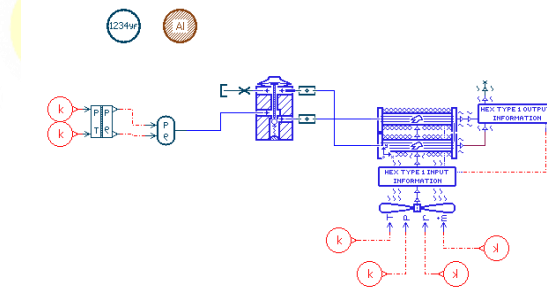 1234yf
Al
k
k
P
T
P
e
P
e
HEX TYPE 1 OUTPUT
INFORMATION
HEX TYPE 1 INPUT
INFORMATION
T
P
r
m
k
k
k
k